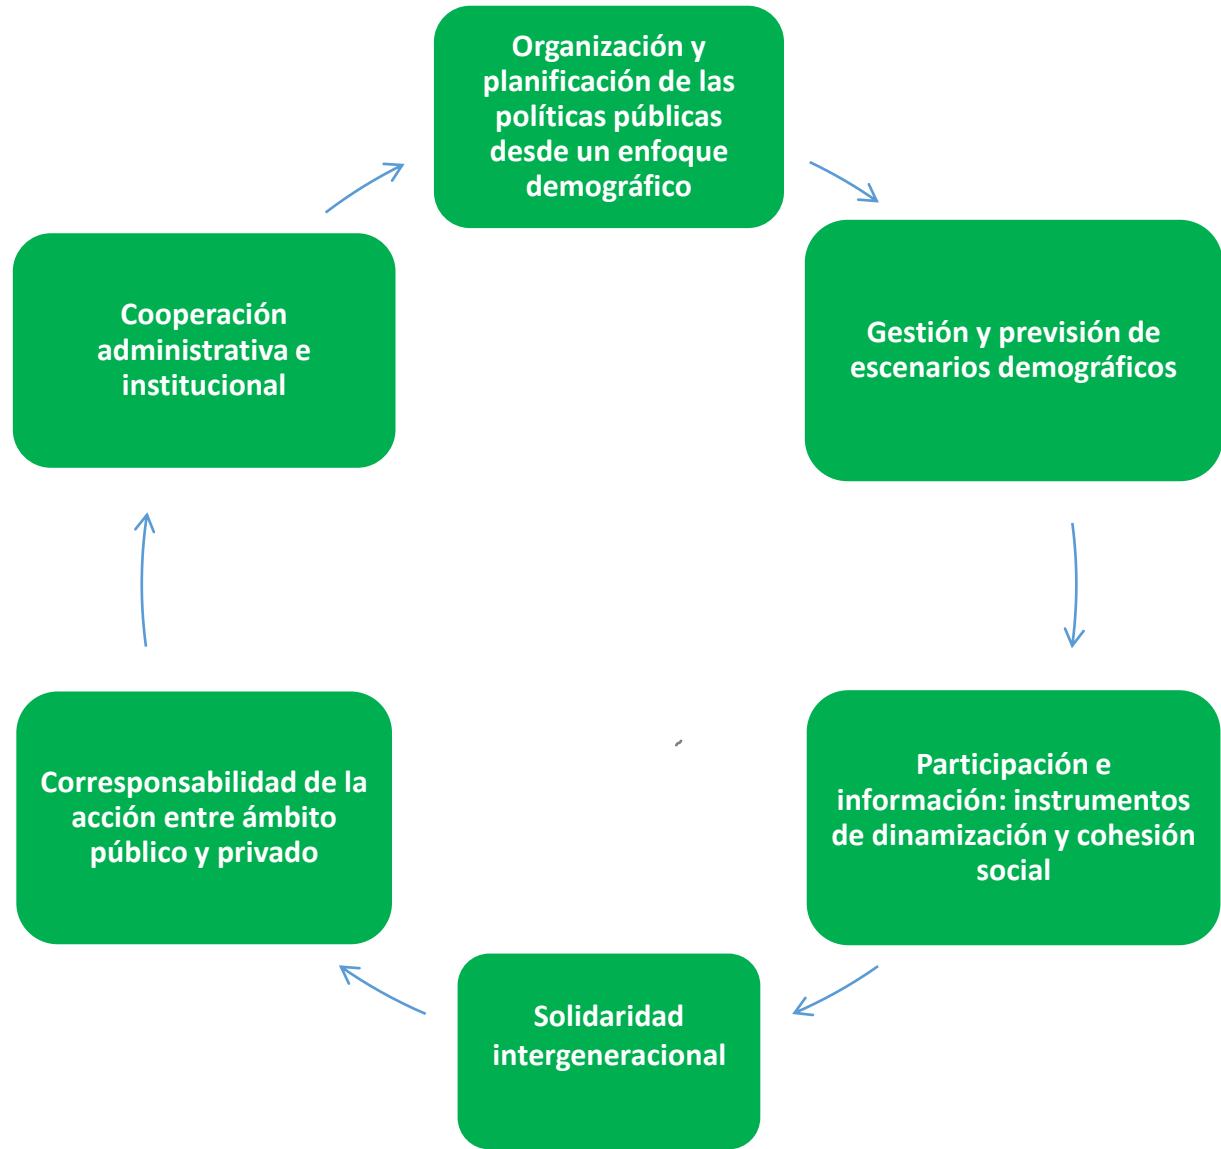 Organización y
planificación de las
políticas públicas
desde un enfoque
demográfico
Gestión y previsión de
escenarios demográficos
Participación e
información: instrumentos
de dinamización y cohesión
social
Solidaridad
intergeneracional
Corresponsabilidad de la
acción entre ámbito
público y privado
Cooperación
administrativa e
institucional